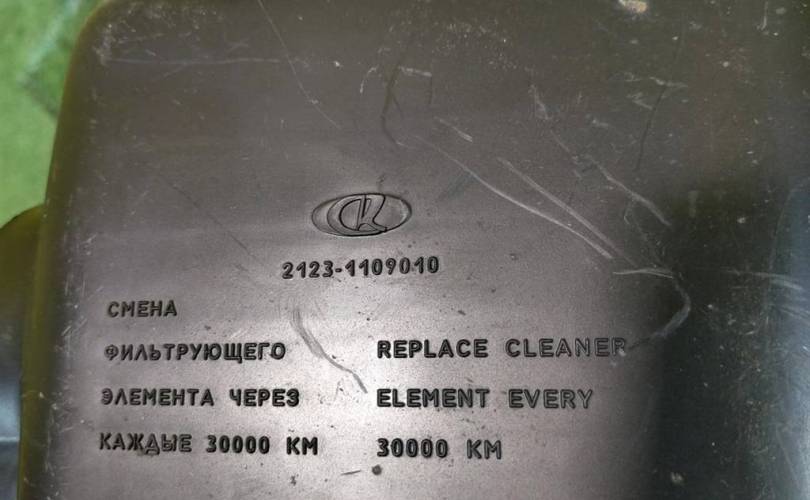 2123-1109010
СМЕНА
ФИЛЬТРУЮЩЕГО
ЭЛЕМЕНТА ЧЕРЕЗ
КАЖДЫЕ 30000 КМ
REPLACE CLEANER
ELEMENT EVERY
30000 KM